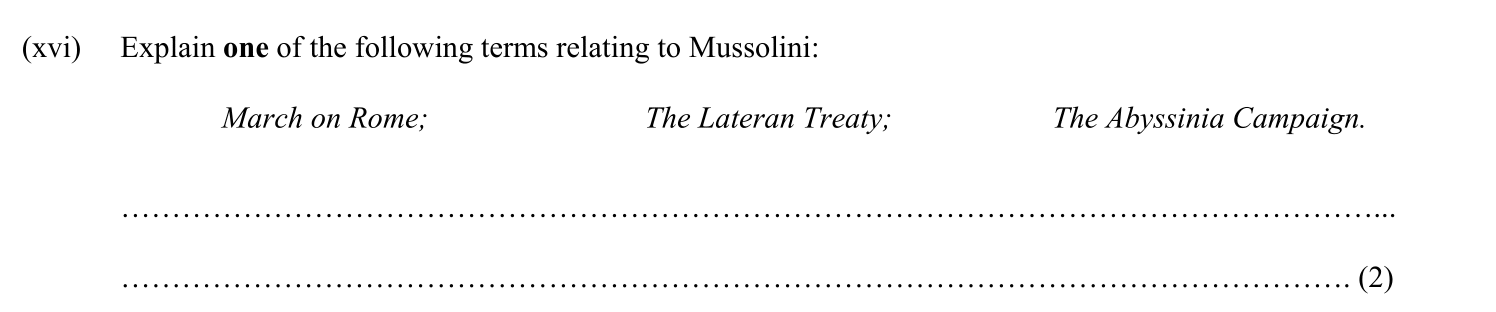 (xvi) Explain one of the following terms relating to Mussolini:
March on Rome; The Lateran Treaty; The Abyssinia Campaign.
…………………………………………………………………………………………………………………...
……………………………………………………………………………………………………………. (2)